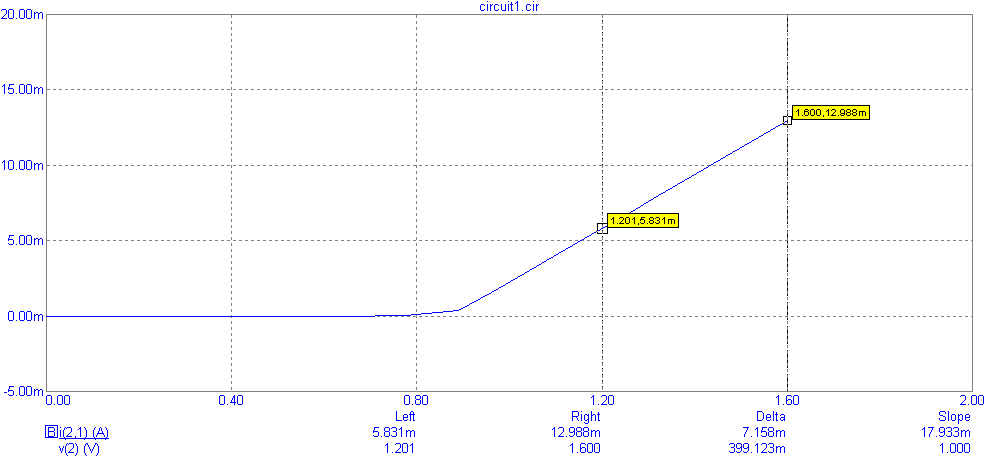 circuit1.cir
20.00m
15.00m
1.600,12.988m
10.00m
1.201,5.831m
5.00m
0.00m
-5.00m
0.00 0.40 0.80 1.20 1.60 2.00
Left Right Delta Slope
B i(2,1) (A) 5.831m 12.988m 7.158m 17.933m
v(2) (V) 1.201 1.600 399.123m 1.000